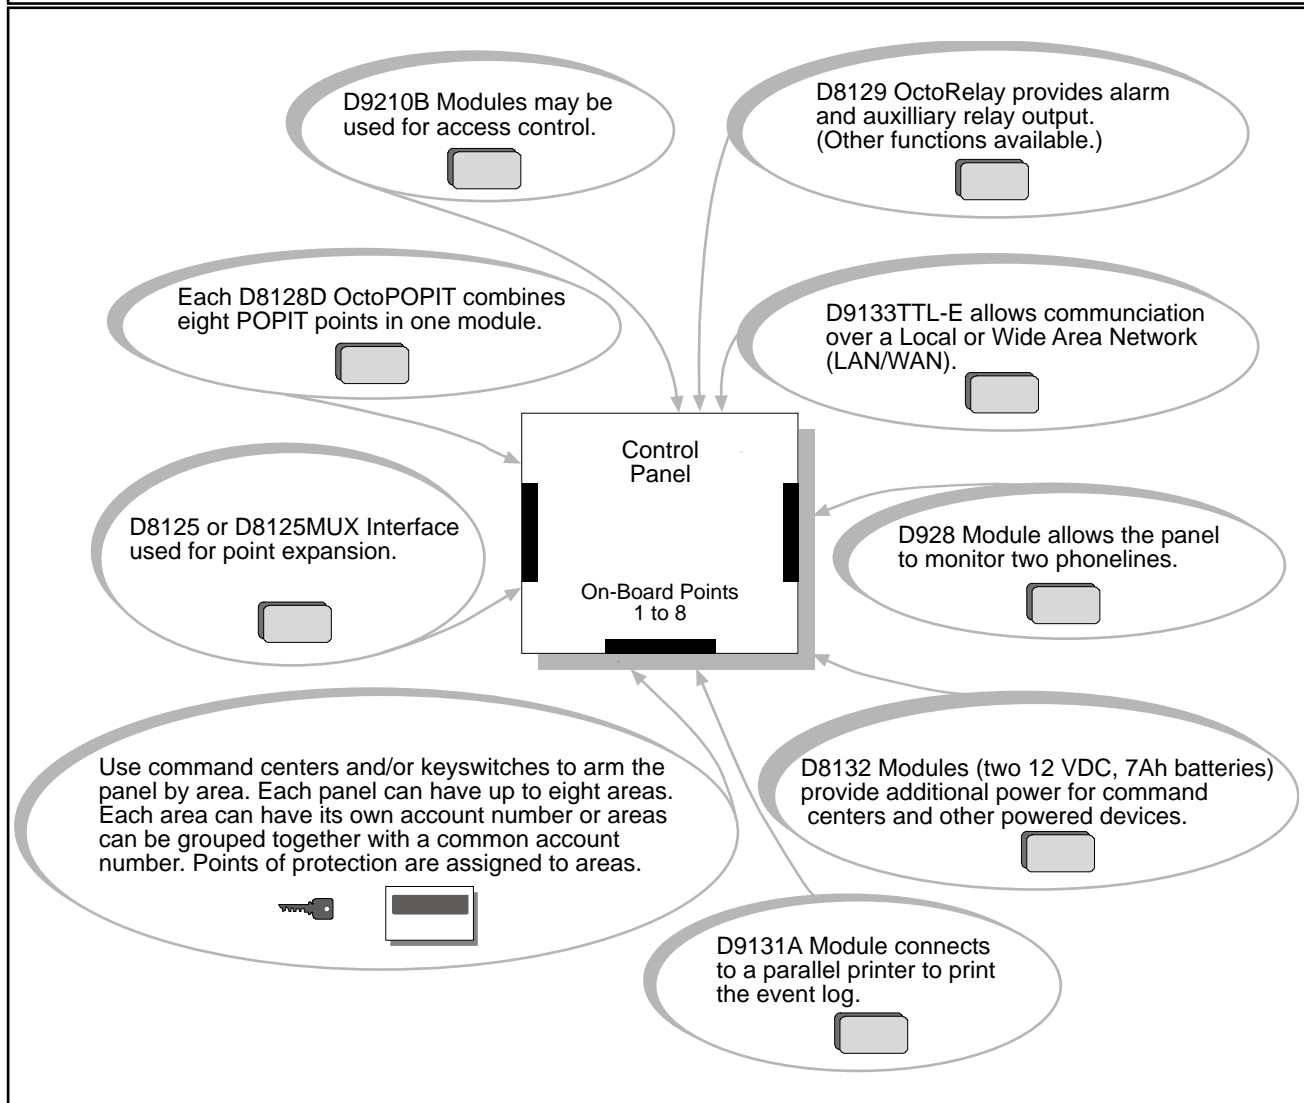 D9210B Modules may be
used for access control.
D8129 OctoRelay provides alarm
and auxilliary relay output.
(Other functions available.)
Each D8128D OctoPOPIT combines
eight POPIT points in one module.
D9133TTL-E allows communciation
over a Local or Wide Area Network
(LAN/WAN).
Control
Panel
On-Board Points
1 to 8
D8125 or D8125MUX Interface
used for point expansion.
D928 Module allows the panel
to monitor two phonelines.
Use command centers and/or keyswitches to arm the
panel by area. Each panel can have up to eight areas.
Each area can have its own account number or areas
can be grouped together with a common account
number. Points of protection are assigned to areas.
D8132 Modules (two 12 VDC, 7Ah batteries)
provide additional power for command
centers and other powered devices.
D9131A Module connects
to a parallel printer to print
the event log.